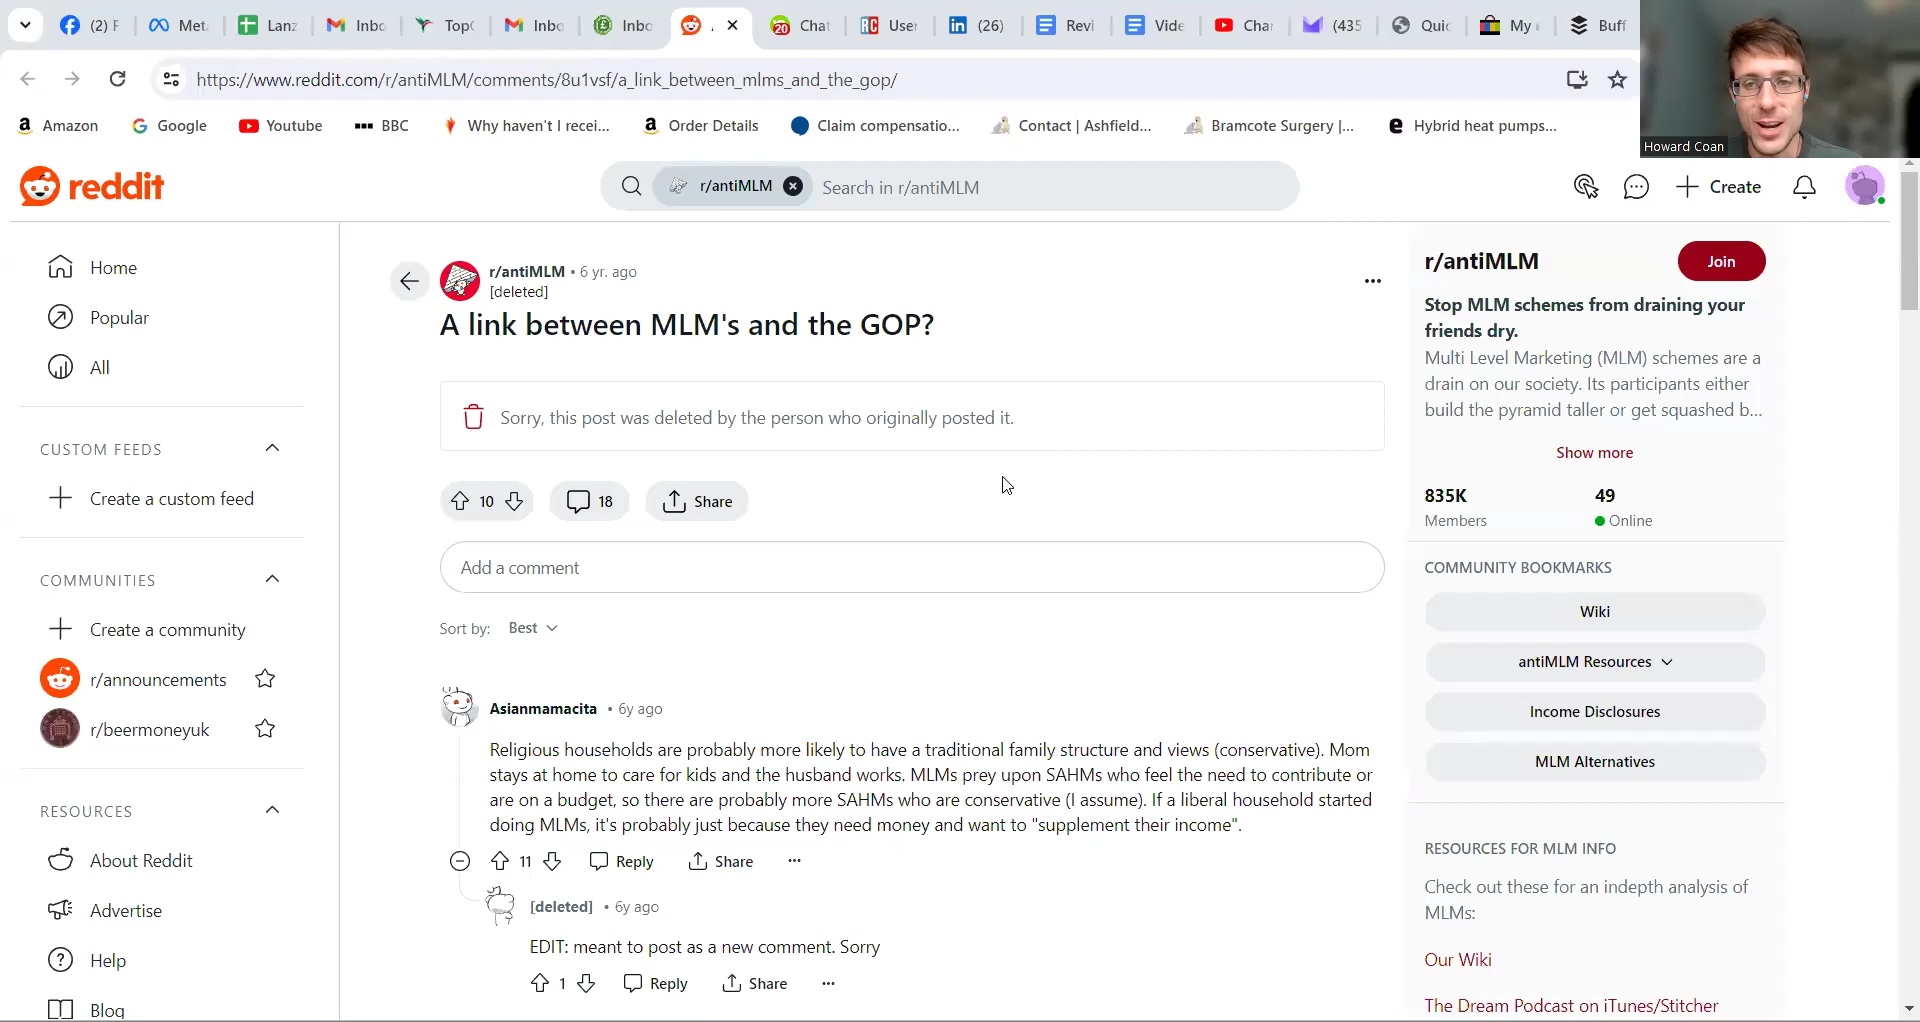 (2) F
Meta
Lanz
Inbo
Top
Inbo
Inbo
Chat
User
(26)
Revi
Vide
Cha
(435
Quic
My
Buff
https://www.reddit.com/r/antiMLM/comments/8u1vsf/a_link_between_mlms_and_the_gop/
Amazon
Google
Youtube
BBC
Why haven't I recei...
Order Details
Claim compensatio...
Contact | Ashfield...
Bramcote Surgery |...
Hybrid heat pumps...
Howard Coan
reddit
r/antiMLM
Search in r/antiMLM
Create
Home
Popular
All
CUSTOM FEEDS
Create a custom feed
COMMUNITIES
Create a community
r/announcements
r/beermoneyuk
RESOURCES
About Reddit
Advertise
Help
Blog
r/antiMLM • 6 yr. ago
[deleted]
A link between MLM's and the GOP?
Sorry, this post was deleted by the person who originally posted it.
10
18
Share
Add a comment
Sort by: Best
Asianmamacita • 6y ago
Religious households are probably more likely to have a traditional family structure and views (conservative). Mom
stays at home to care for kids and the husband works. MLMs prey upon SAHMs who feel the need to contribute or
are on a budget, so there are probably more SAHMs who are conservative (I assume). If a liberal household started
doing MLMs, it's probably just because they need money and want to "supplement their income".
11 Reply Share
[deleted] • 6y ago
EDIT: meant to post as a new comment. Sorry
1 Reply Share
r/antiMLM
Join
Stop MLM schemes from draining your
friends dry.
Multi Level Marketing (MLM) schemes are a
drain on our society. Its participants either
build the pyramid taller or get squashed b...
Show more
835K
Members
49
Online
COMMUNITY BOOKMARKS
Wiki
antiMLM Resources
Income Disclosures
MLM Alternatives
RESOURCES FOR MLM INFO
Check out these for an indepth analysis of
MLMs:
Our Wiki
The Dream Podcast on iTunes/Stitcher